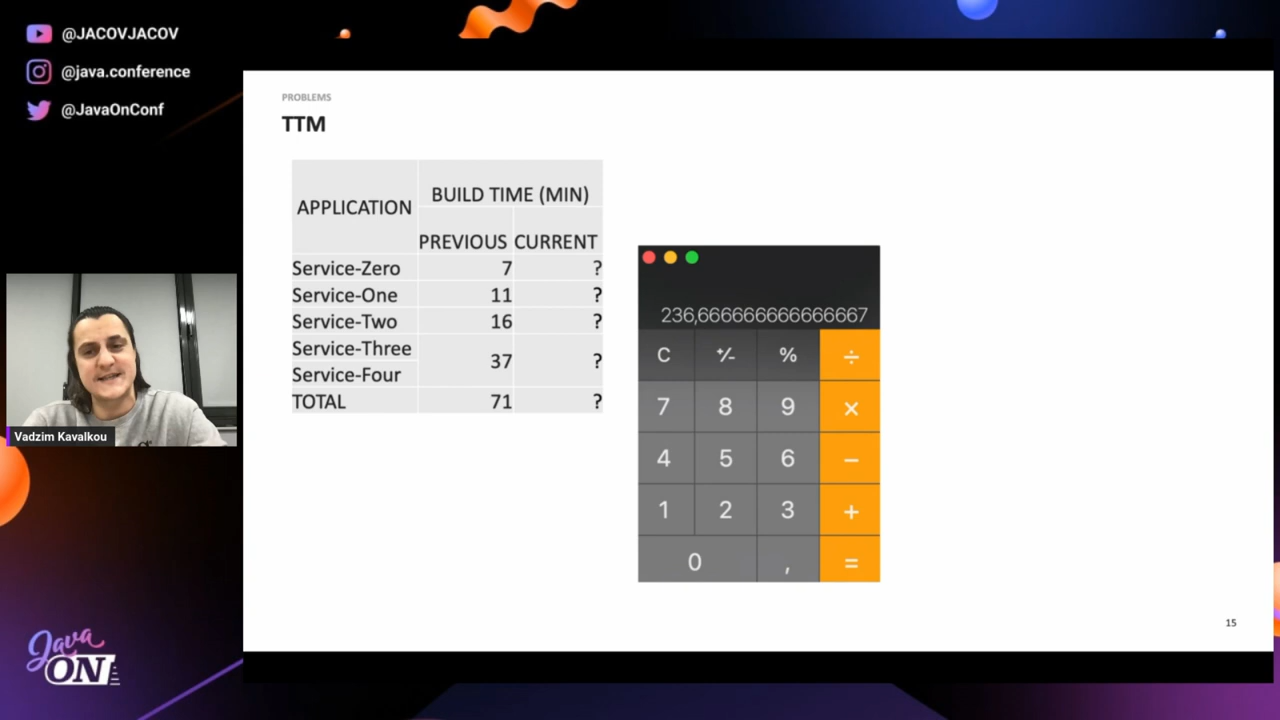 @JACOVJACOV
@java.conference
@JavaOnConf
PROBLEMS
TTM
APPLICATION
BUILD TIME (MIN)
PREVIOUS CURRENT
Service-Zero 7 ?
Service-One 11 ?
Service-Two 16 ?
Service-Three
37 ?
Service-Four
TOTAL 71 ?
236,666666666666667
C +/- % ÷
7 8 9 ×
4 5 6 −
1 2 3 +
0 , =
Vadzim Kavalkou
15
Java
ON